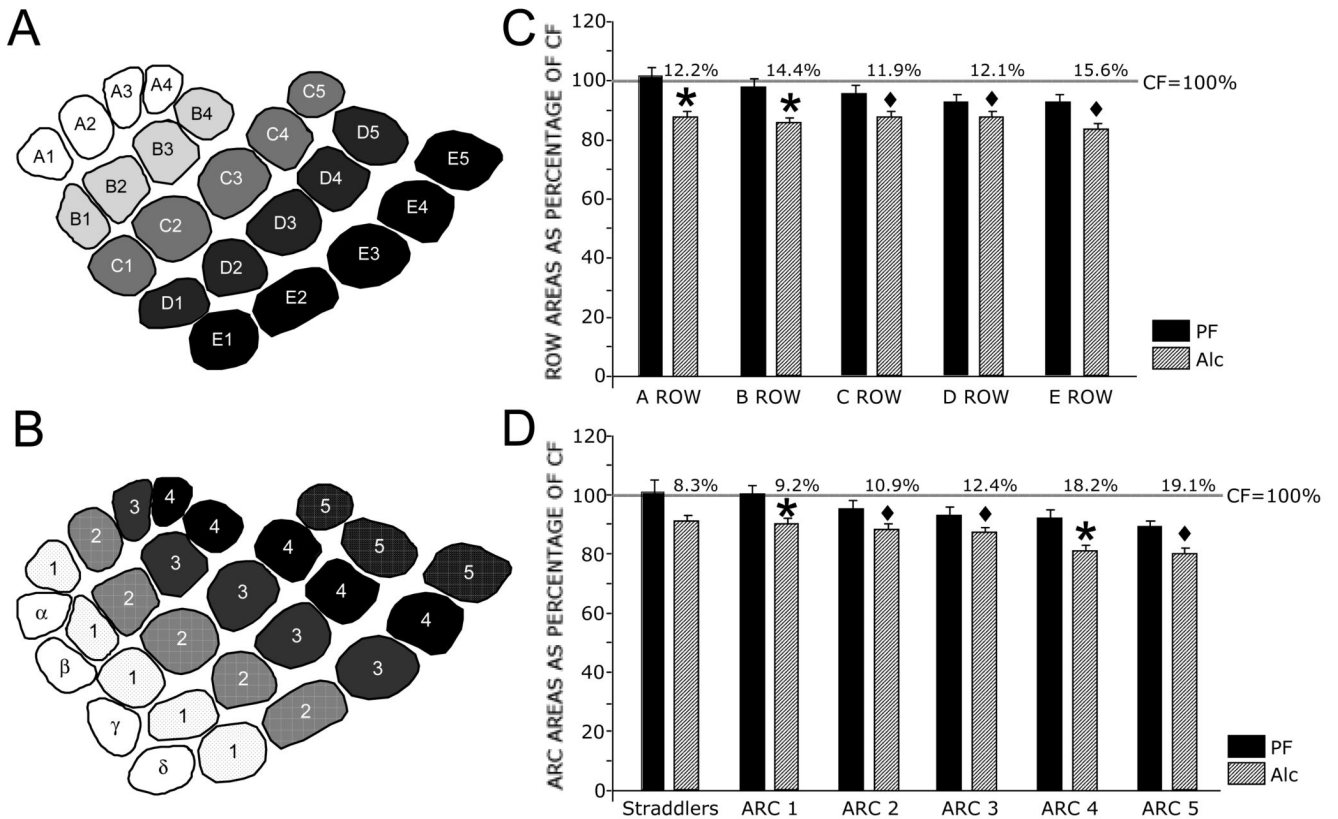 A
A1 A2 A3 A4
B1 B2 B3 B4
C1 C2 C3 C4 C5
D1 D2 D3 D4 D5
E1 E2 E3 E4 E5
B
1 2 3 4 4
α 1 2 3 4 5
β 1 2 3 4 5
γ 1 2 3 4 5
δ 1 2 3
C
ROW AREAS AS PERCENTAGE OF CF
120
100
80
60
40
20
0
12.2% 14.4% 11.9% 12.1% 15.6%
* * ♦ ♦ ♦
CF=100%
A ROW B ROW C ROW D ROW E ROW
PF
Alc
D
ARC AREAS AS PERCENTAGE OF CF
120
100
80
60
40
20
0
8.3% 9.2% 10.9% 12.4% 18.2% 19.1%
* ♦ ♦ * ♦
CF=100%
Straddlers ARC 1 ARC 2 ARC 3 ARC 4 ARC 5
PF
Alc